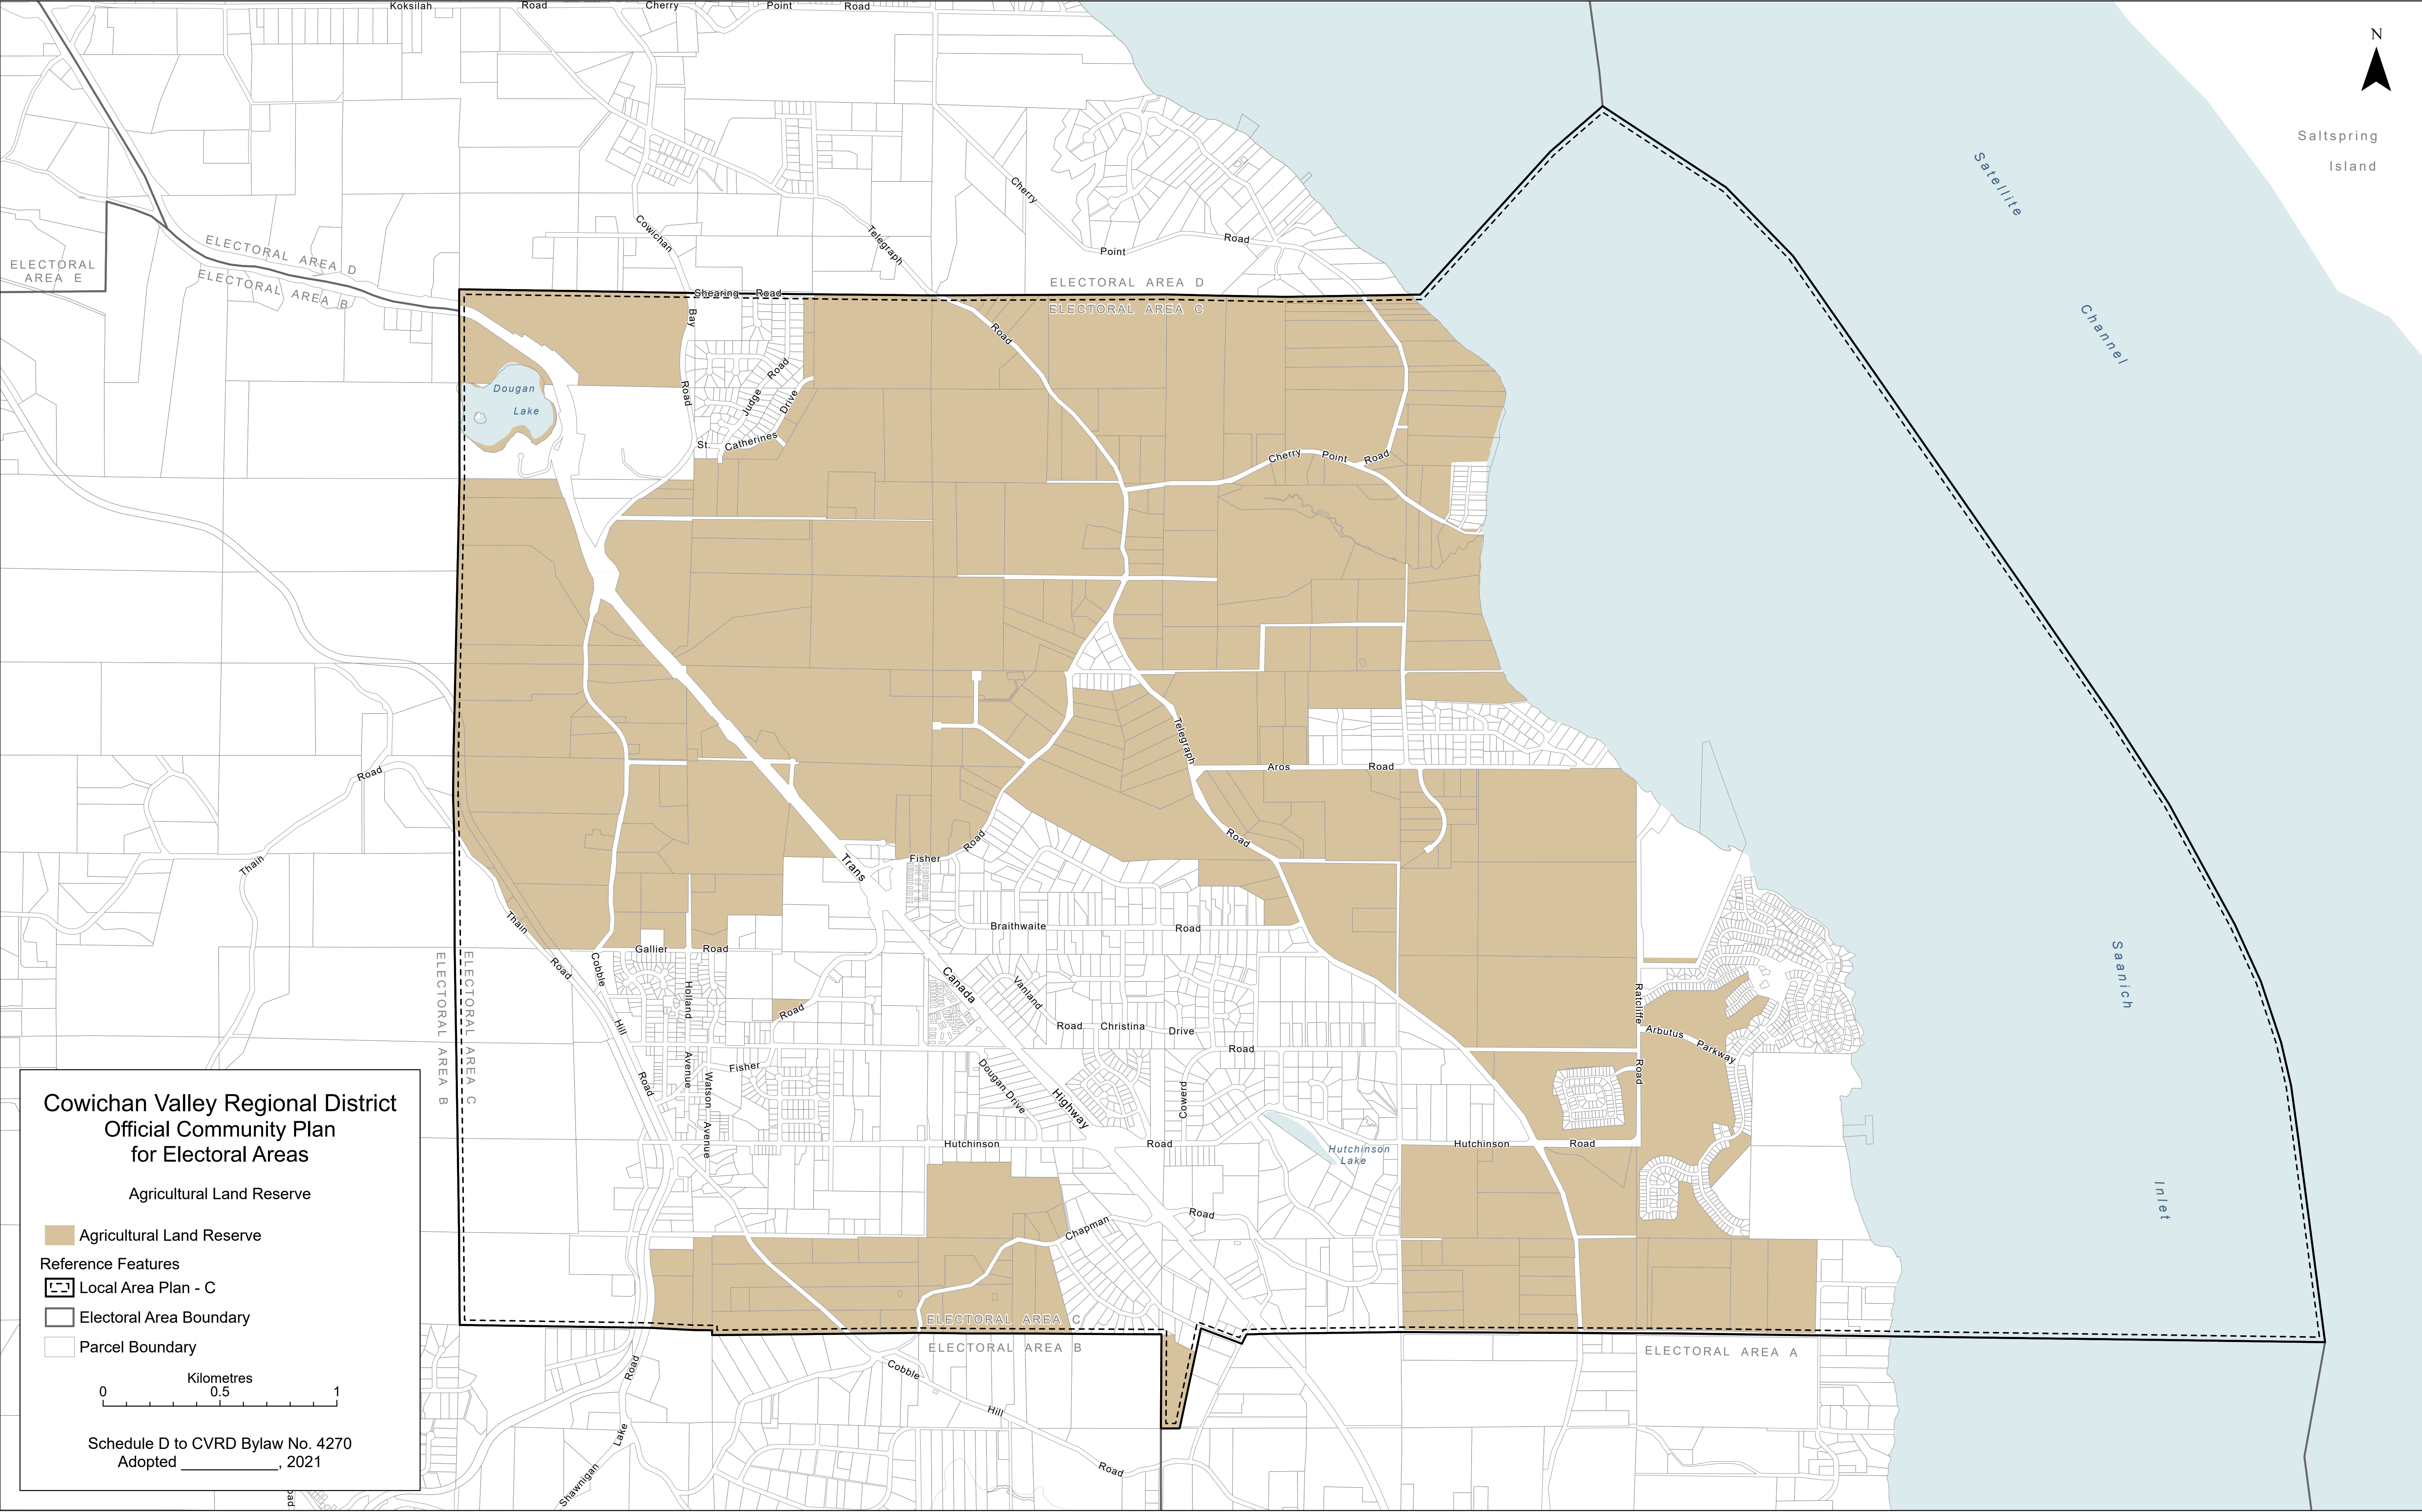 Koksilah Road Cherry Point Road
N
Saltspring
Island
Satellite
Channel
Cherry
Point
Road
Cowichan
Telegraph
ELECTORAL AREA D
ELECTORAL AREA B
ELECTORAL
AREA E
ELECTORAL AREA D
ELECTORAL AREA C
Shearing Road
Bay
Road
Road
Judge Road
Drive
St. Catherines
Dougan
Lake
Cherry Point Road
Telegraph
Road
Aros Road
Road
Thain
Thain
Road
Trans
Canada
Highway
Fisher
Road
Braithwaite Road
Gallier Road
Cobble
Hill
Road
Holland
Avenue
Watson
Avenue
Road
Fisher
Vanland
Road Christina Drive
Road
Dougan Drive
Coward
Hutchinson Road
Hutchinson Road
Hutchinson
Lake
Ratcliffe
Road
Arbutus
Parkway
Saanich
Inlet
Chapman
Road
ELECTORAL AREA B
ELECTORAL AREA C
ELECTORAL AREA C
ELECTORAL AREA B
ELECTORAL AREA A
Cobble
Hill
Road
Road
Lake
Shawnigan
oad
Cowichan Valley Regional District
Official Community Plan
for Electoral Areas
Agricultural Land Reserve
Agricultural Land Reserve
Reference Features
Local Area Plan - C
Electoral Area Boundary
Parcel Boundary
Kilometres
0 0.5 1
Schedule D to CVRD Bylaw No. 4270
Adopted ___________, 2021